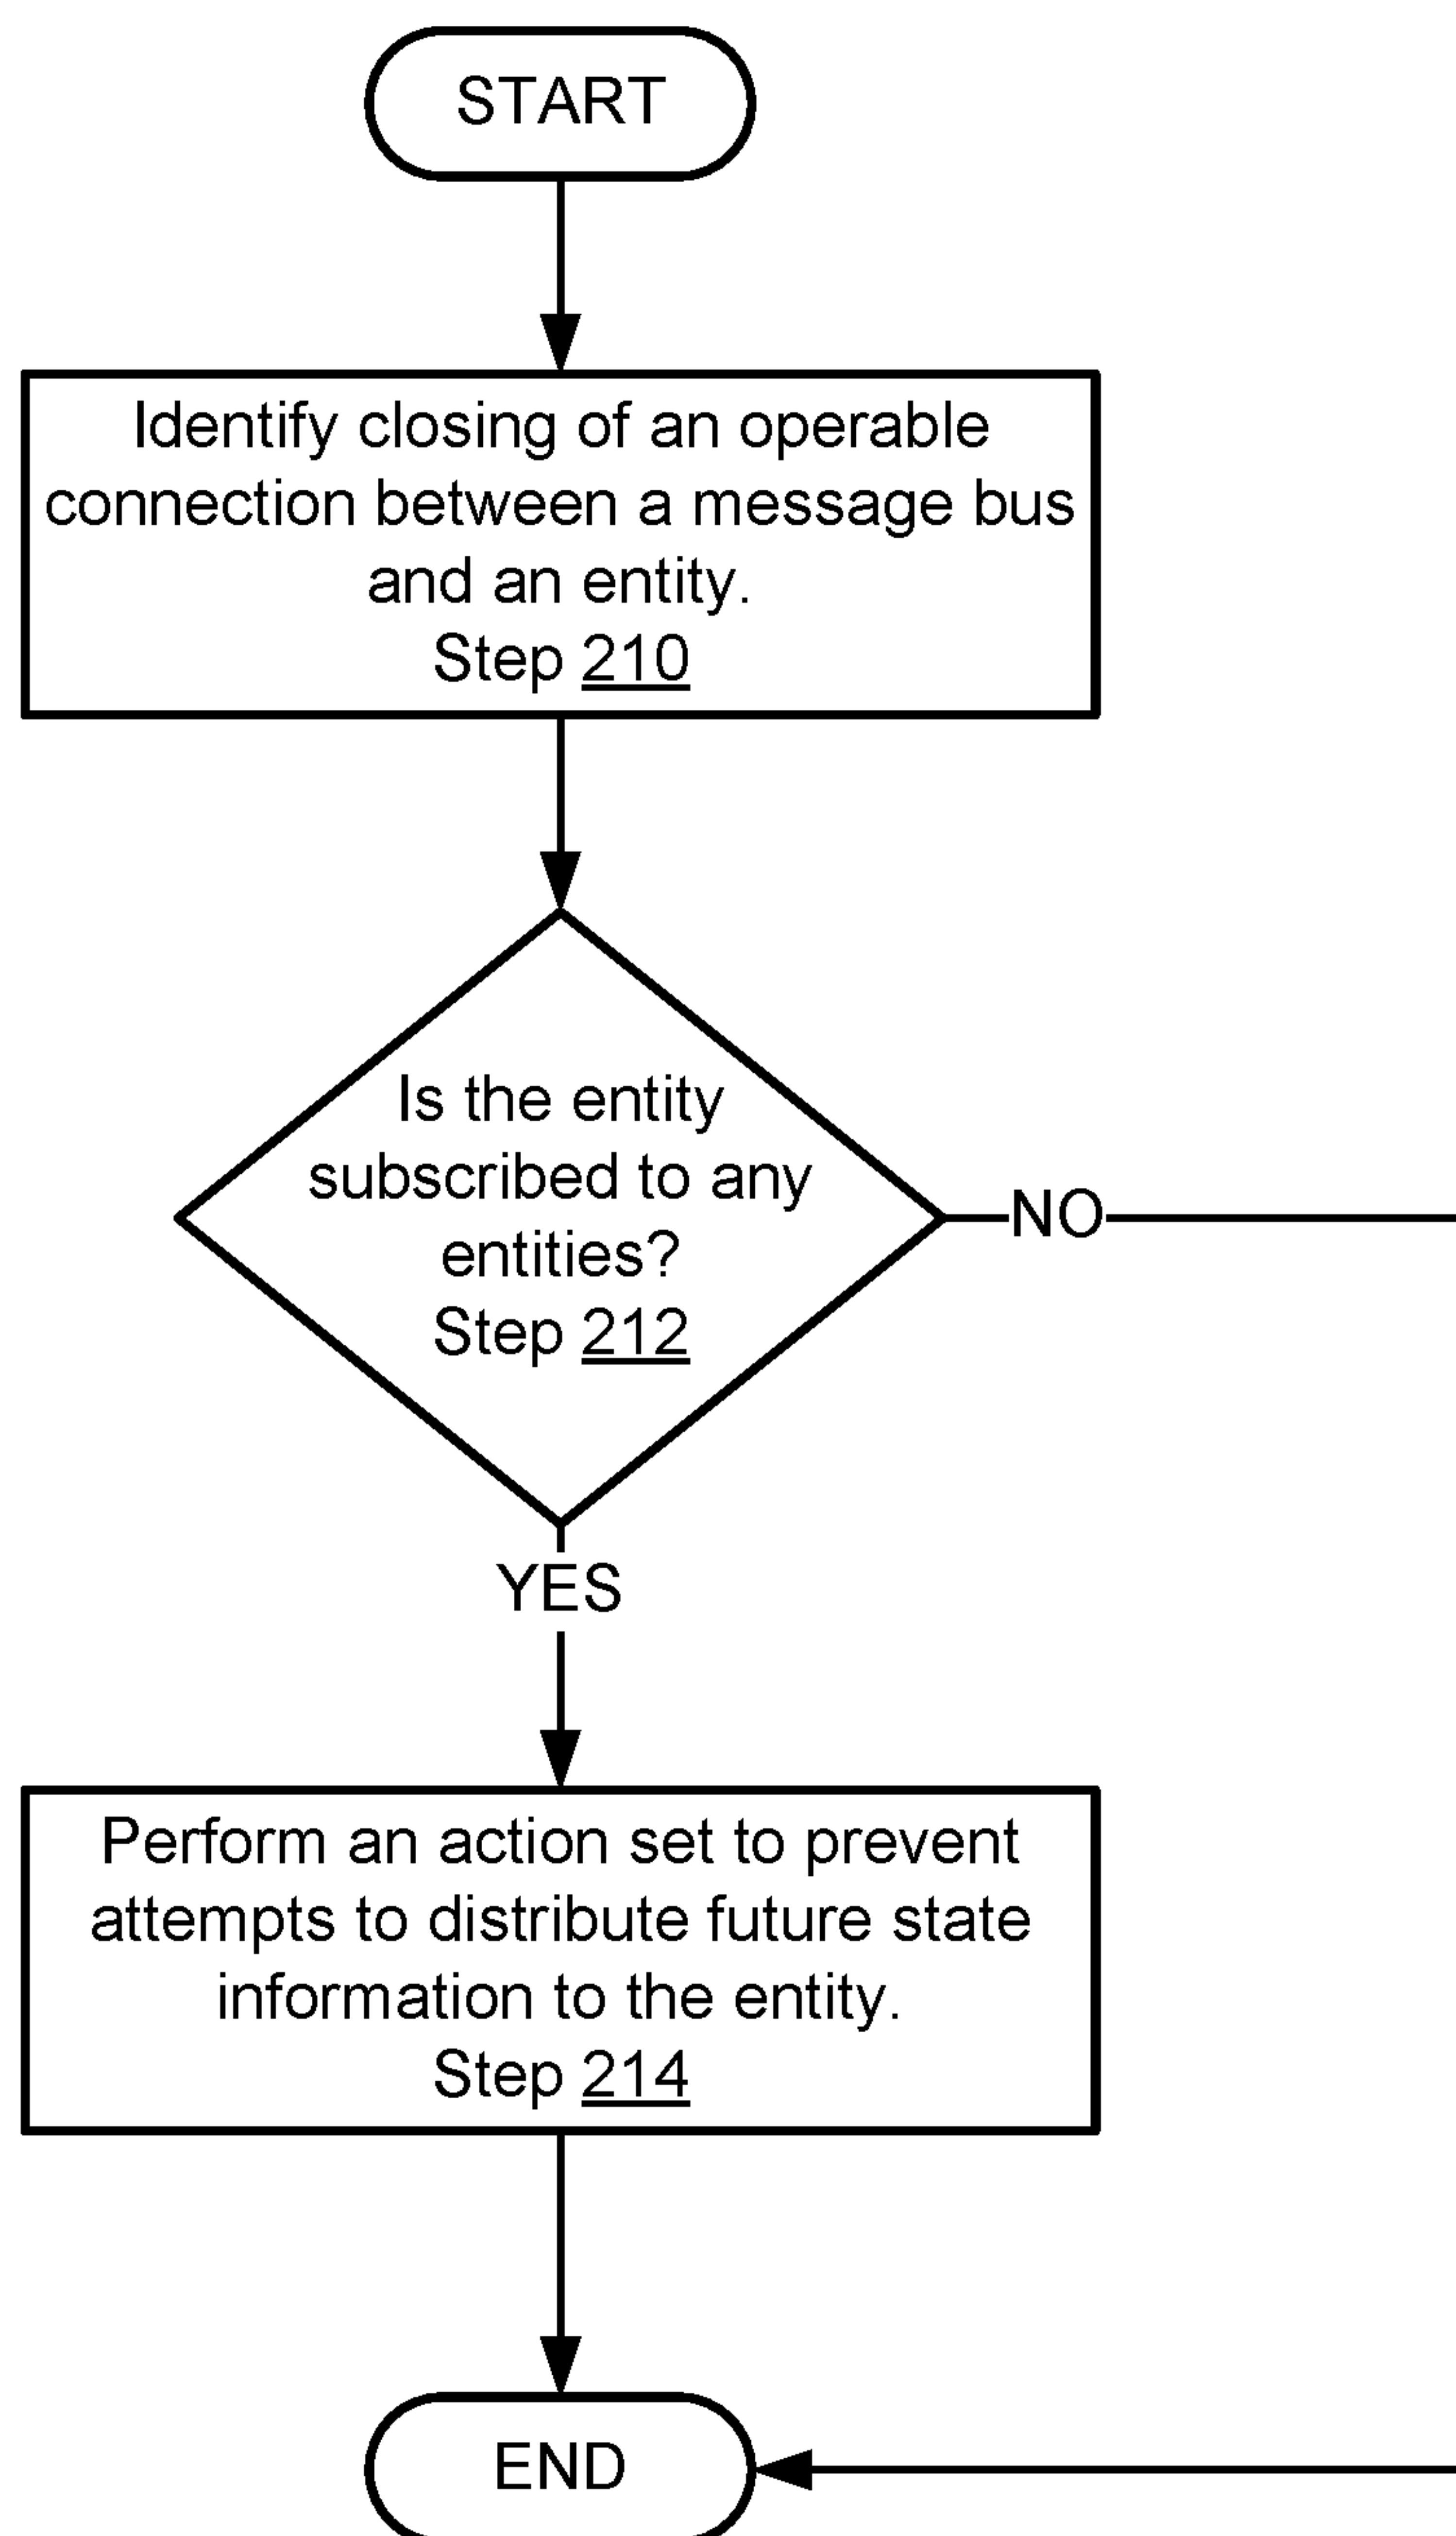 START
Identify closing of an operable
connection between a message bus
and an entity.
Step 210
Is the entity
subscribed to any
entities?
Step 212
NO
YES
Perform an action set to prevent
attempts to distribute future state
information to the entity.
Step 214
END